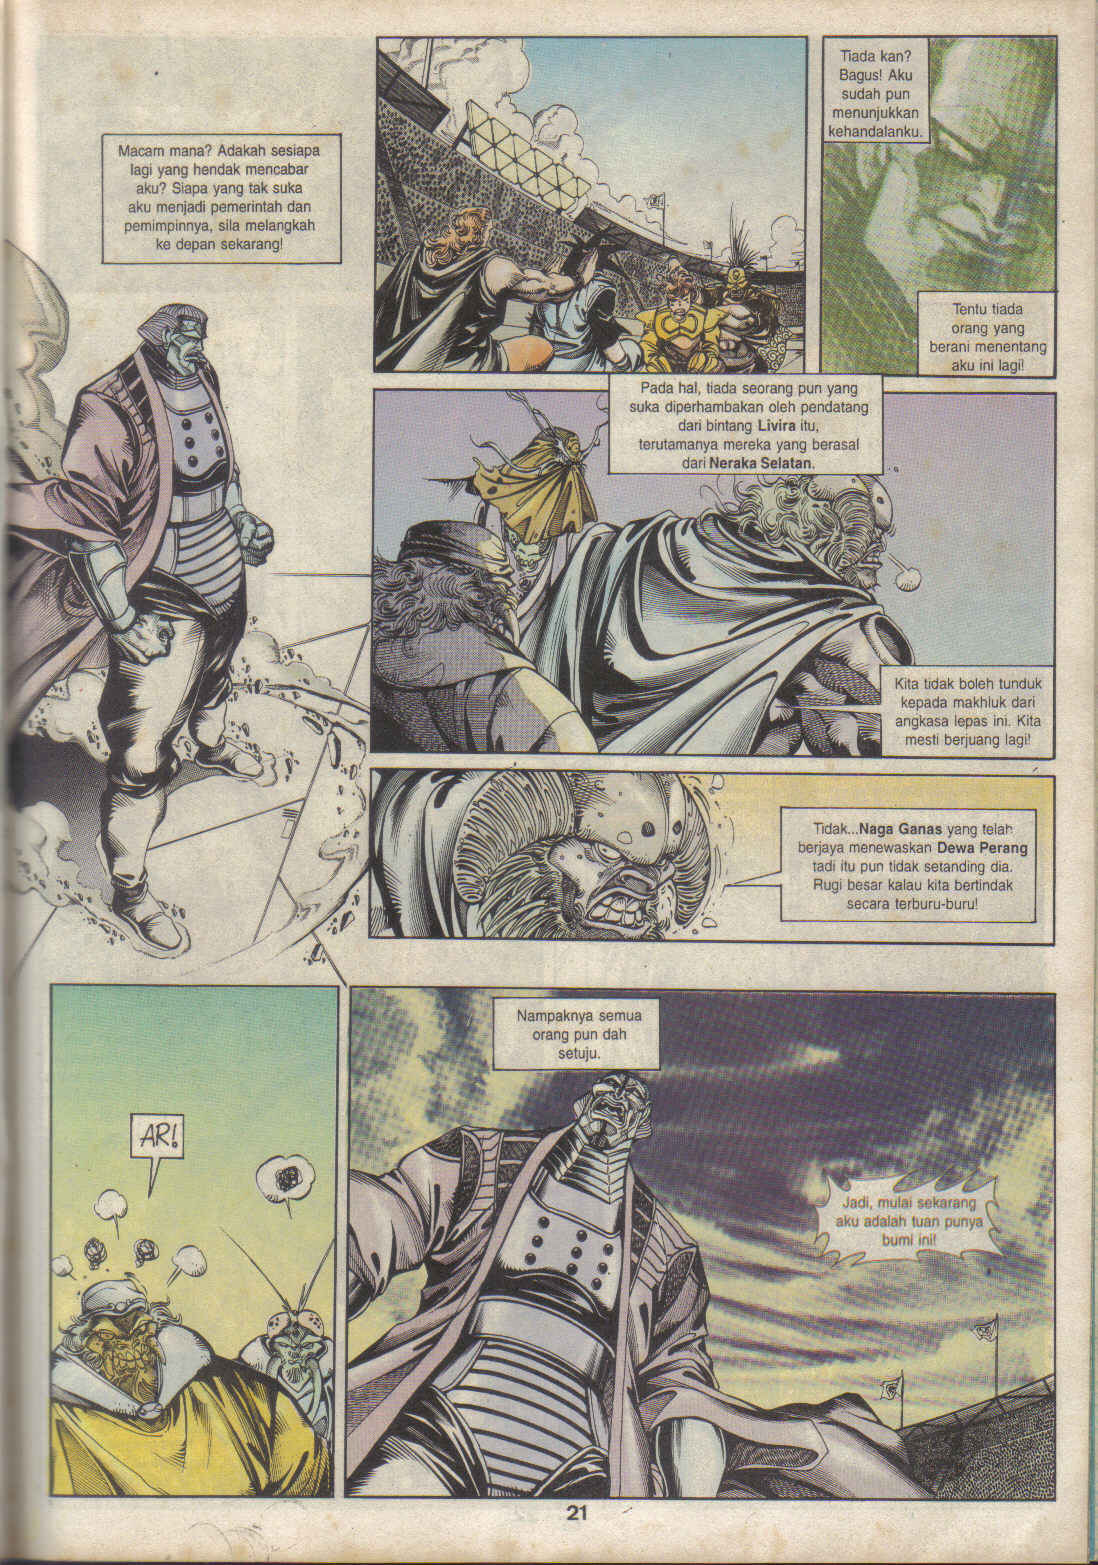 Macam mana? Adakah sesiapa
lagi yang hendak mencabar
aku? Siapa yang tak suka
aku menjadi pemerintah dan
pemimpinnya, sila melangkah
ke depan sekarang!
Tiada kan?
Bagus! Aku
sudah pun
menunjukkan
kehandalanku.
Tentu tiada
orang yang
berani menentang
aku ini lagi!
Pada hal, tiada seorang pun yang
suka diperhambakan oleh pendatang
dari bintang Livira itu,
terutamanya mereka yang berasal
dari Neraka Selatan.
Kita tidak boleh tunduk
kepada makhluk dari
angkasa lepas ini. Kita
mesti berjuang lagi!
Tidak...Naga Ganas yang telah
berjaya menewaskan Dewa Perang
tadi itu pun tidak setanding dia.
Rugi besar kalau kita bertindak
secara terburu-buru!
AR!
Nampaknya semua
orang pun dah
setuju.
Jadi, mulai sekarang
aku adalah tuan punya
bumi ini!
21